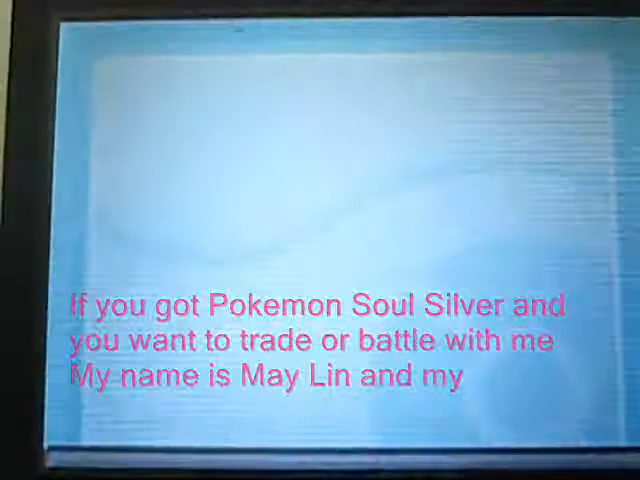 If you got Pokemon Soul Silver and
you want to trade or battle with me
My name is May Lin and my